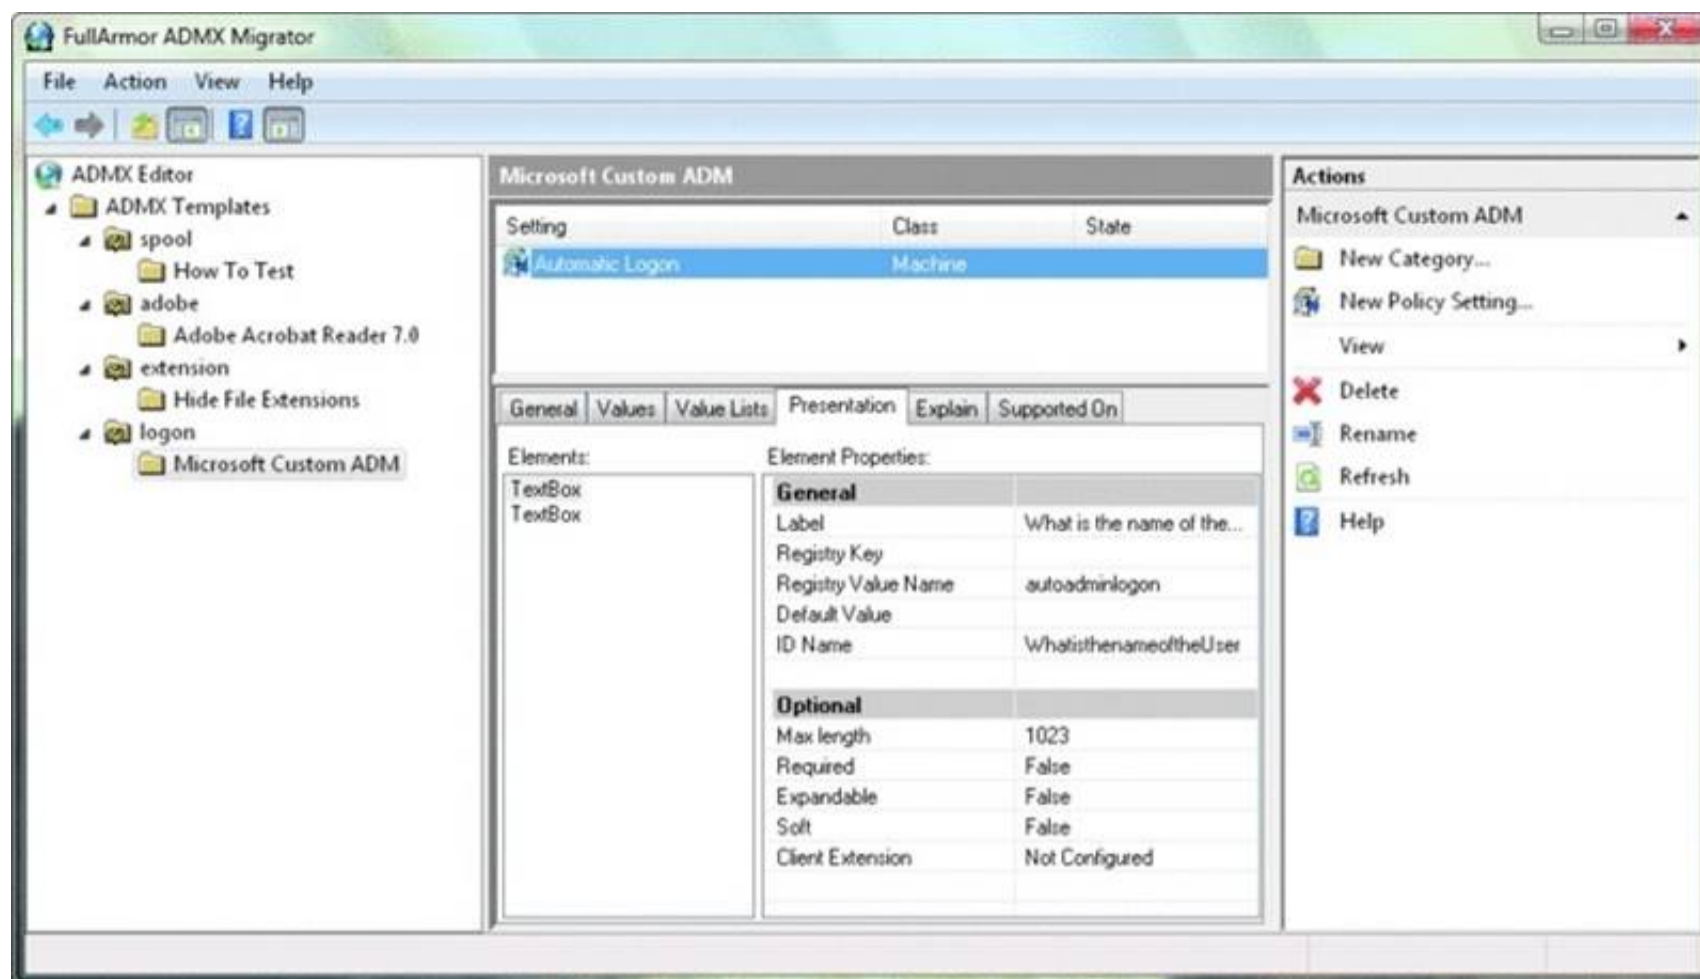 FullArmor ADMX Migrator
File Action View Help
ADMX Editor
ADMX Templates
spool
How To Test
adobe
Adobe Acrobat Reader 7.0
extension
Hide File Extensions
logon
Microsoft Custom ADM
Microsoft Custom ADM
Setting Class State
Automatic Logon Machine
General Values Value Lists Presentation Explain Supported On
Elements:
TextBox
TextBox
Element Properties:
General
Label What is the name of the...
Registry Key
Registry Value Name autoadminlogon
Default Value
ID Name WhatisthenameoftheUser
Optional
Max length 1023
Required False
Expandable False
Soft False
Client Extension Not Configured
Actions
Microsoft Custom ADM
New Category...
New Policy Setting...
View
Delete
Rename
Refresh
Help